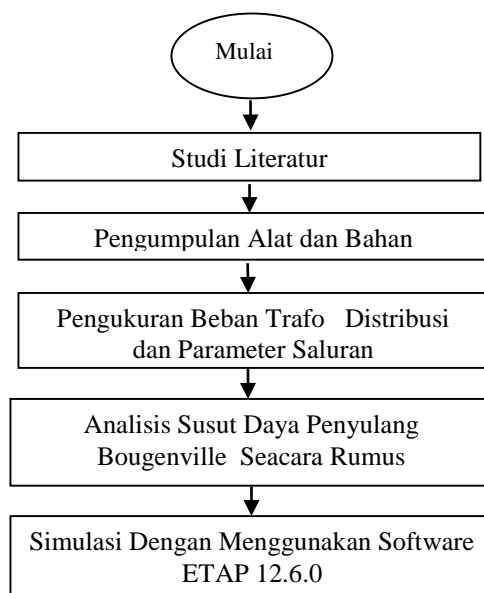 Mulai
Studi Literatur
Pengumpulan Alat dan Bahan
Pengukuran Beban Trafo Distribusi
dan Parameter Saluran
Analisis Susut Daya Penyulang
Bougenville Seacara Rumus
Simulasi Dengan Menggunakan Software
ETAP 12.6.0